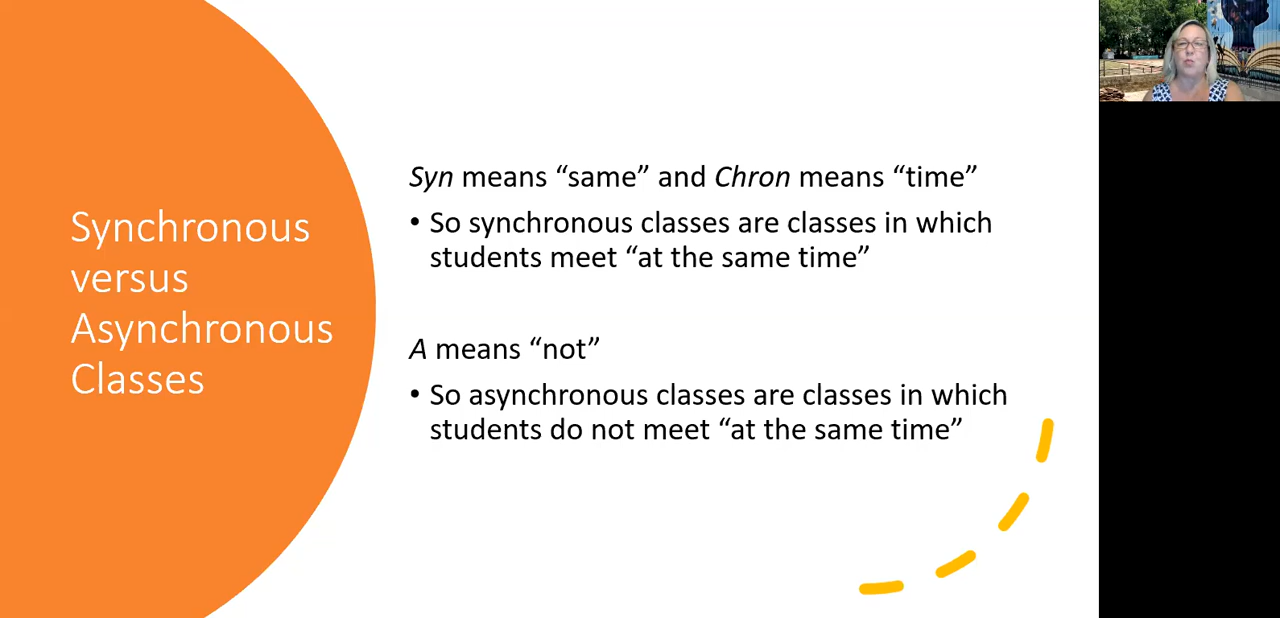 Synchronous
versus
Asynchronous
Classes
Syn means “same” and Chron means “time”
• So synchronous classes are classes in which
students meet “at the same time”
A means “not”
• So asynchronous classes are classes in which
students do not meet “at the same time”